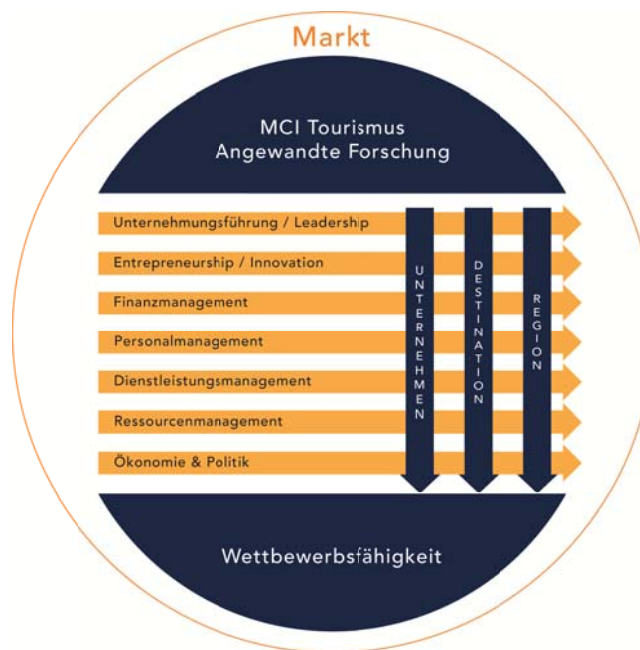 Markt
MCI Tourismus
Angewandte Forschung
Unternehmungsführung / Leadership
Entrepreneurship / Innovation
Finanzmanagement
Personalmanagement
Dienstleistungsmanagement
Ressourcenmanagement
Ökonomie & Politik
UNTERNEHMEN
DESTINATION
REGION
Wettbewerbsfähigkeit